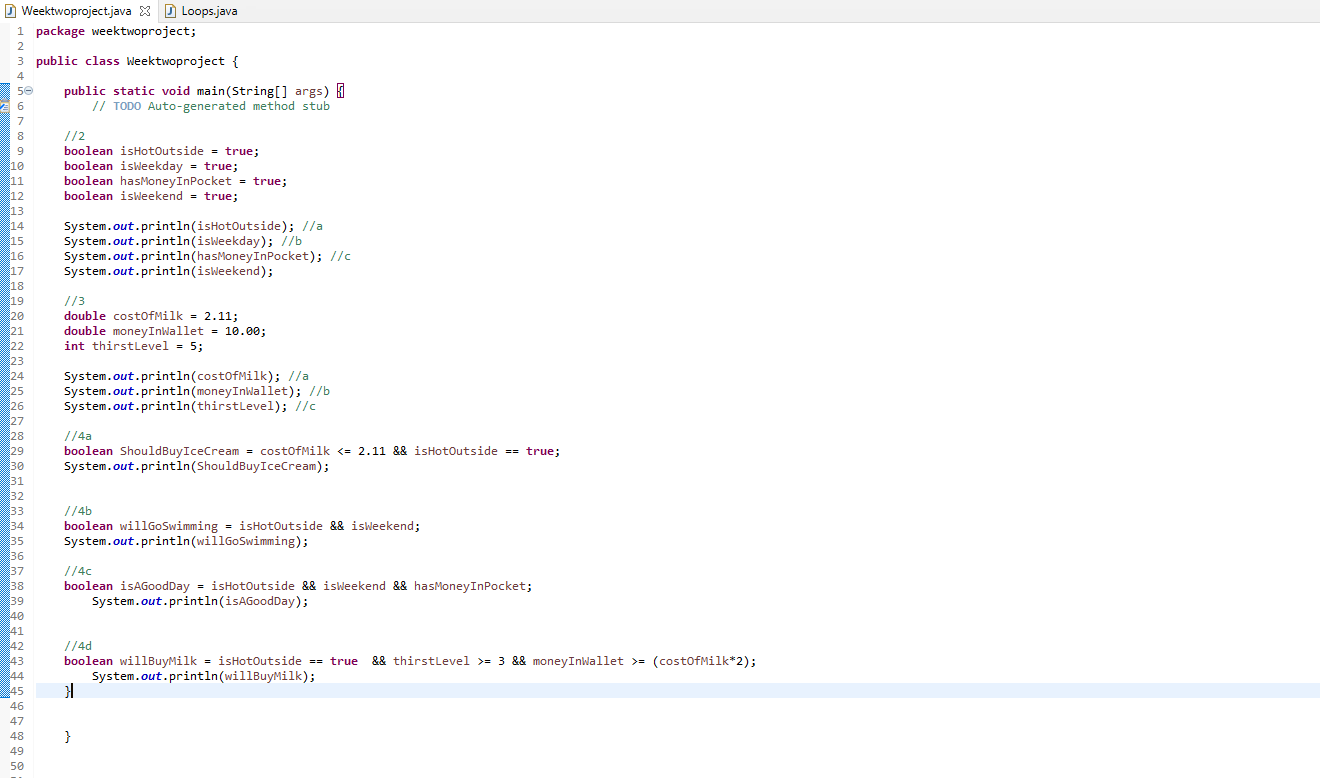 Weektwoproject.java Loops.java
1 package weektwoproject;
2
3 public class Weektwoproject {
4
5 public static void main(String[] args) {
6 // TODO Auto-generated method stub
7
8 //2
9 boolean isHotOutside = true;
10 boolean isWeekday = true;
11 boolean hasMoneyInPocket = true;
12 boolean isWeekend = true;
13
14 System.out.println(isHotOutside); //a
15 System.out.println(isWeekday); //b
16 System.out.println(hasMoneyInPocket); //c
17 System.out.println(isWeekend);
18
19 //3
20 double costOfMilk = 2.11;
21 double moneyInWallet = 10.00;
22 int thirstLevel = 5;
23
24 System.out.println(costOfMilk); //a
25 System.out.println(moneyInWallet); //b
26 System.out.println(thirstLevel); //c
27
28 //4a
29 boolean ShouldBuyIceCream = costOfMilk <= 2.11 && isHotOutside == true;
30 System.out.println(ShouldBuyIceCream);
31
32
33 //4b
34 boolean willGoSwimming = isHotOutside && isWeekend;
35 System.out.println(willGoSwimming);
36
37 //4c
38 boolean isAGoodDay = isHotOutside && isWeekend && hasMoneyInPocket;
39 System.out.println(isAGoodDay);
40
41
42 //4d
43 boolean willBuyMilk = isHotOutside == true  && thirstLevel >= 3 && moneyInWallet >= (costOfMilk*2);
44 System.out.println(willBuyMilk);
45 }
46
47
48 }
49
50